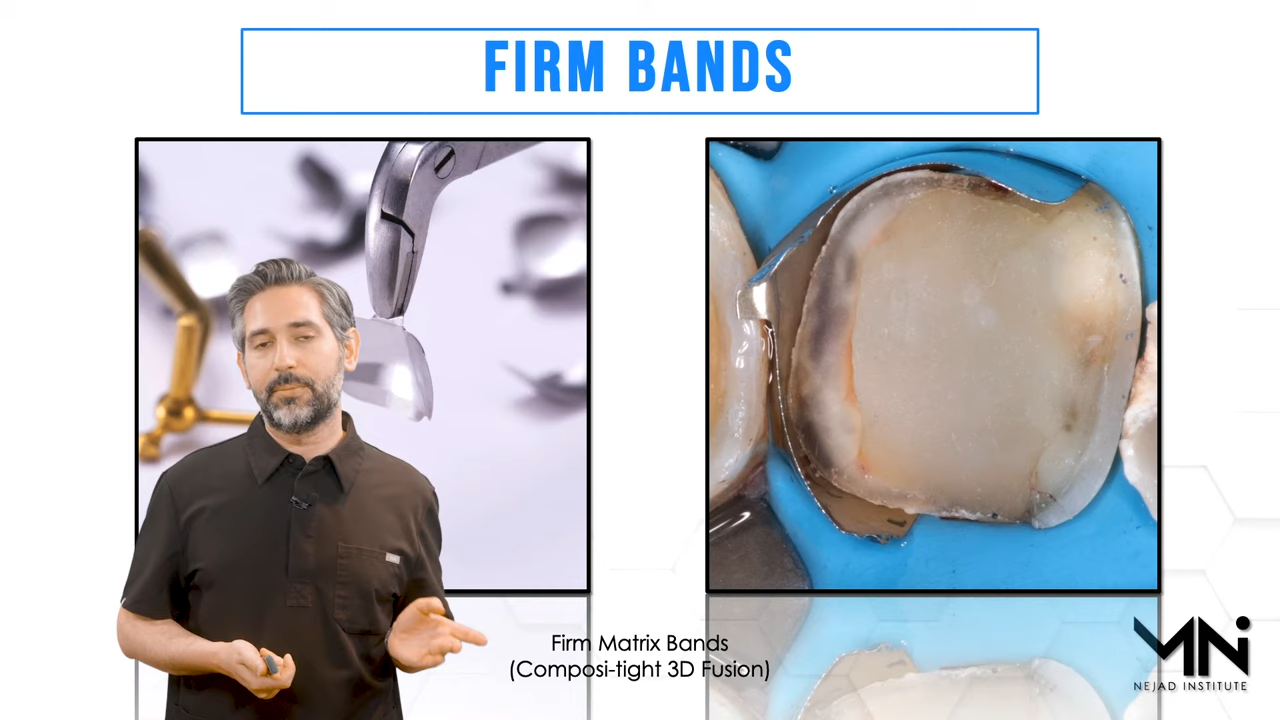 FIRM BANDS
Firm Matrix Bands
(Composi-tight 3D Fusion)
NEJAD INSTITUTE